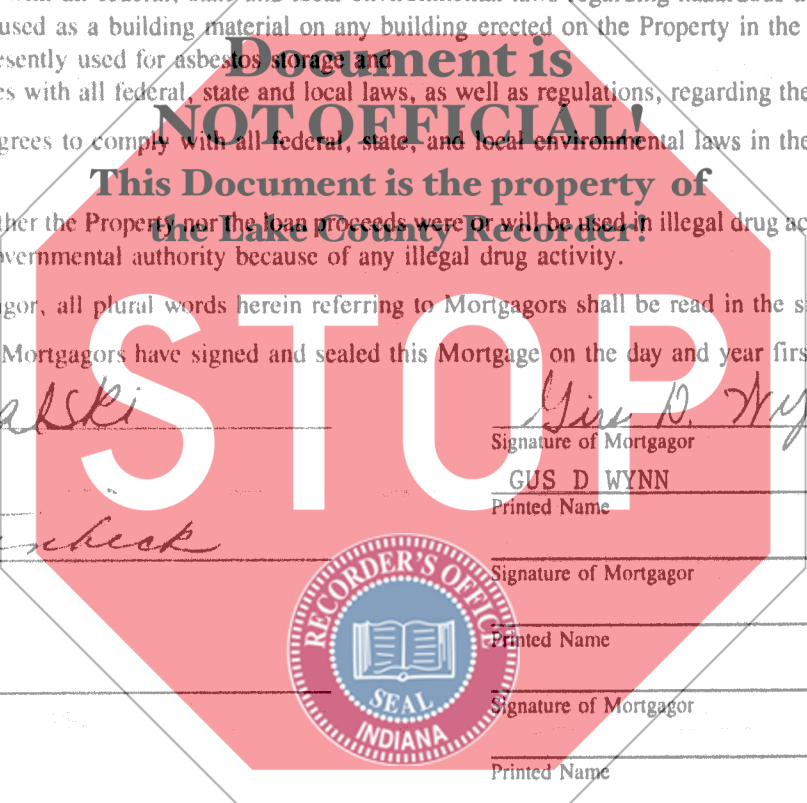 used as a building material on any building erected on the Property in the
esently used for asbestos storage and
Document is
es with all federal, state and local laws, as well as regulations, regarding the
NOT OFFICIAL!
grees to comply with all federal, state, and local environmental laws in the
This Document is the property of
the Lake County Recorder!
ther the Property nor the loan proceeds were or will be used in illegal drug ac
vernmental authority because of any illegal drug activity.
STOP
gor, all plural words herein referring to Mortgagors shall be read in the si
Mortgagors have signed and sealed this Mortgage on the day and year firs
Gus D. Wy
Signature of Mortgagor
GUS D WYNN
Printed Name
Signature of Mortgagor
Printed Name
Signature of Mortgagor
Printed Name
RECORDER'S OFFICE
SEAL
INDIANA